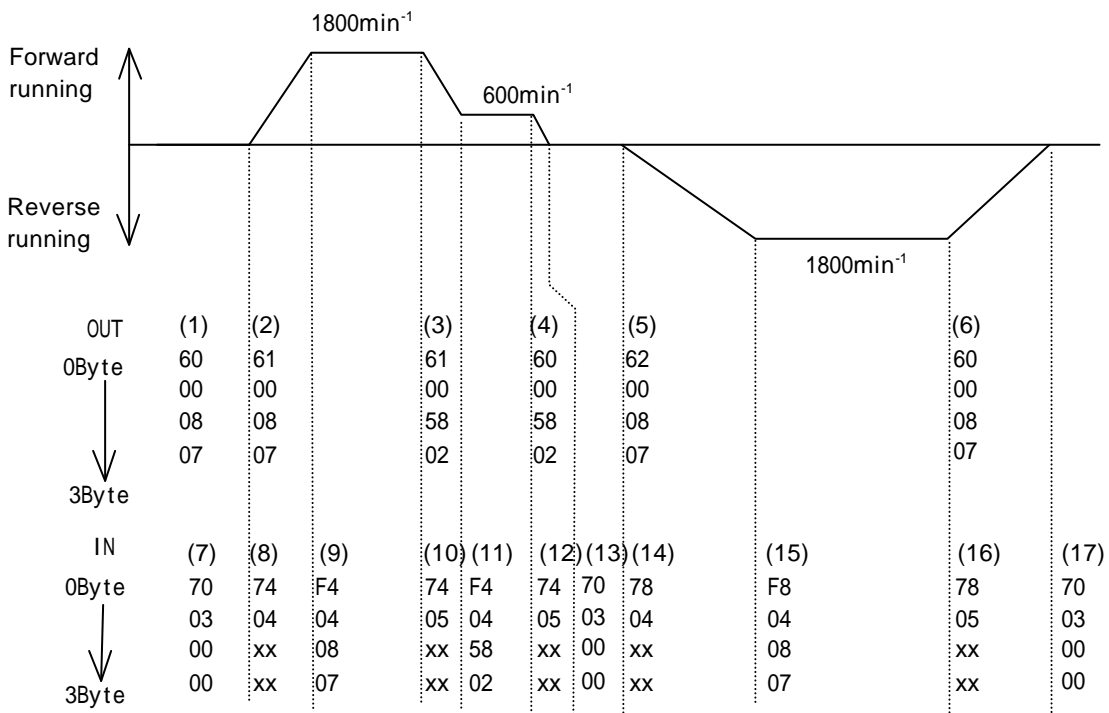 1800min-1
Forward
running
600min-1
Reverse
running
1800min-1
OUT (1) (2) (3) (4) (5) (6)
0Byte 60 61 61 60 62 60
00 00 00 00 00 00
08 08 58 58 08 08
07 07 02 02 07 07
3Byte
IN (7) (8) (9) (10) (11) (12) (13) (14) (15) (16) (17)
0Byte 70 74 F4 74 F4 74 70 78 F8 78 70
03 04 04 05 04 05 03 04 04 05 03
00 xx 08 xx 58 xx 00 xx 08 xx 00
00 xx 07 xx 02 xx 00 xx 07 xx 00
3Byte